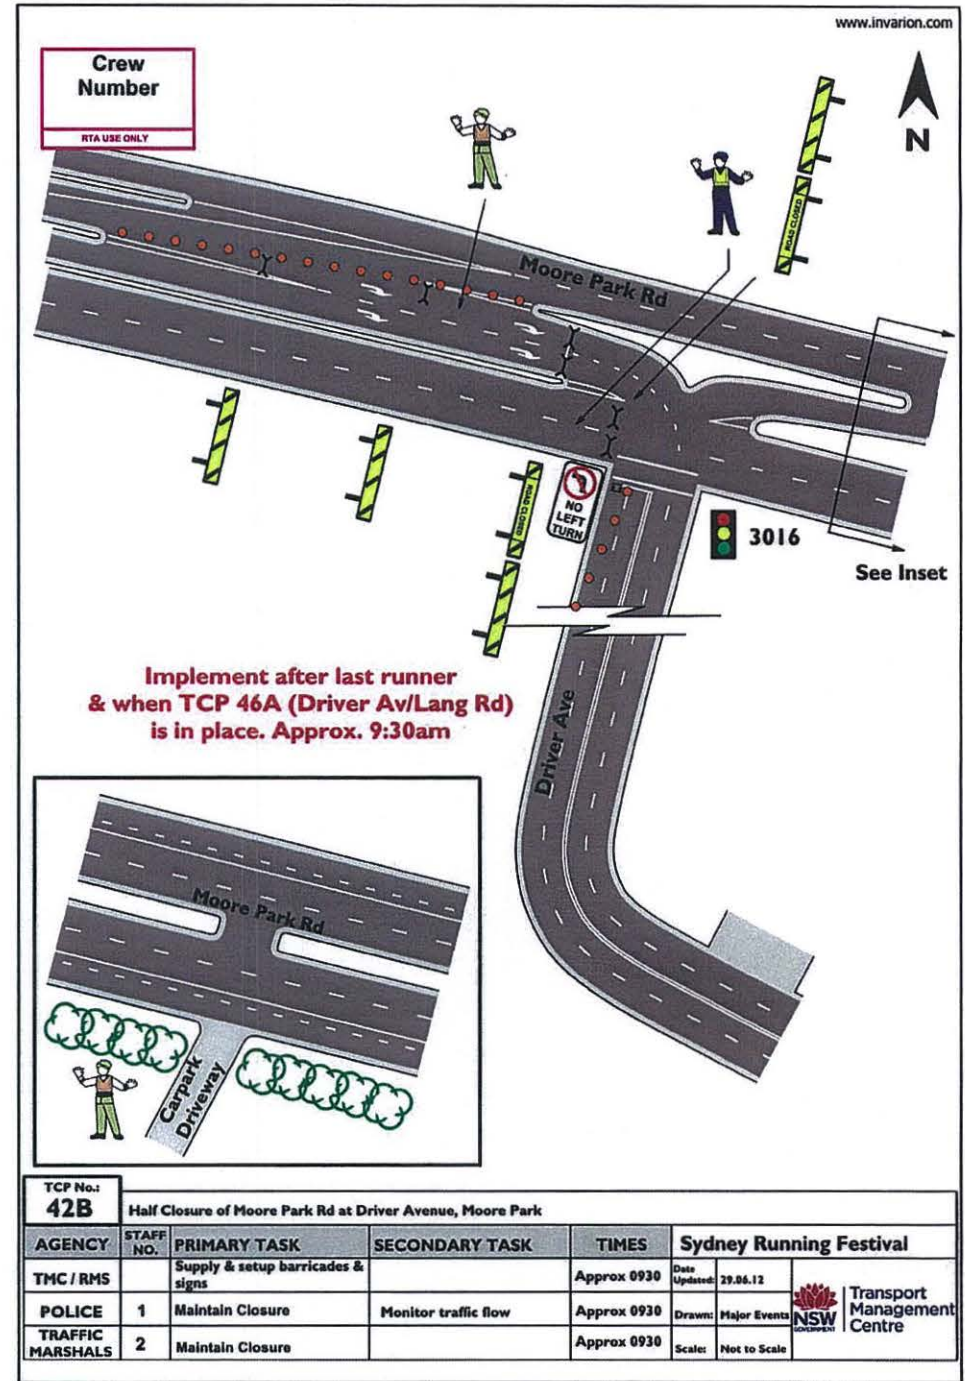 www.invarion.com
Crew
Number
RTA USE ONLY
N
ROAD CLOSED
Moore Park Rd
ROAD CLOSED
NO
LEFT
TURN
3016
See Inset
Implement after last runner
& when TCP 46A (Driver Av/Lang Rd)
is in place. Approx. 9:30am
Driver Ave
Moore Park Rd
Carpark
Driveway
TCP No.:
42B
Half Closure of Moore Park Rd at Driver Avenue, Moore Park
AGENCY STAFF NO. PRIMARY TASK SECONDARY TASK TIMES Sydney Running Festival
TMC / RMS Supply & setup barricades & signs Approx 0930 Date Updated: 29.06.12
POLICE 1 Maintain Closure Monitor traffic flow Approx 0930 Drawn: Major Events
TRAFFIC MARSHALS 2 Maintain Closure Approx 0930 Scale: Not to Scale
NSW
GOVERNMENT
Transport
Management
Centre